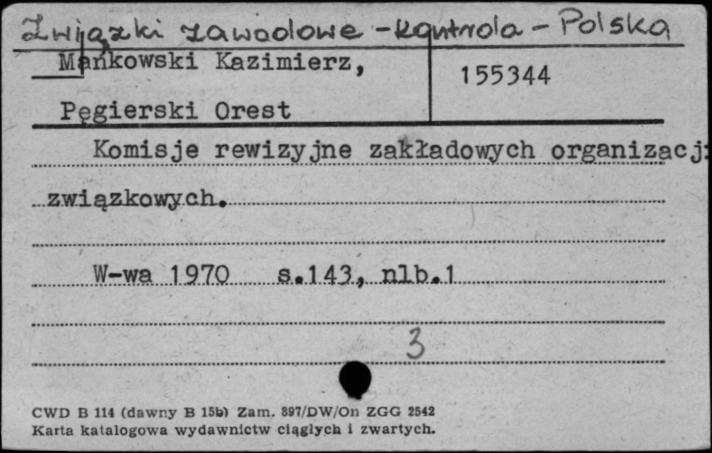 Związki zawodowe - kontrola - Polska
Mańkowski Kazimierz,
155344
Pęgierski Orest
Komisje rewizyjne zakładowych organizacji
związkowych.
W-wa 1970 s.143, nlb.1
3
CWD B 114 (dawny B 15b) Zam. 897/DW/On ZGG 2542
Karta katalogowa wydawnictw ciągłych i zwartych.